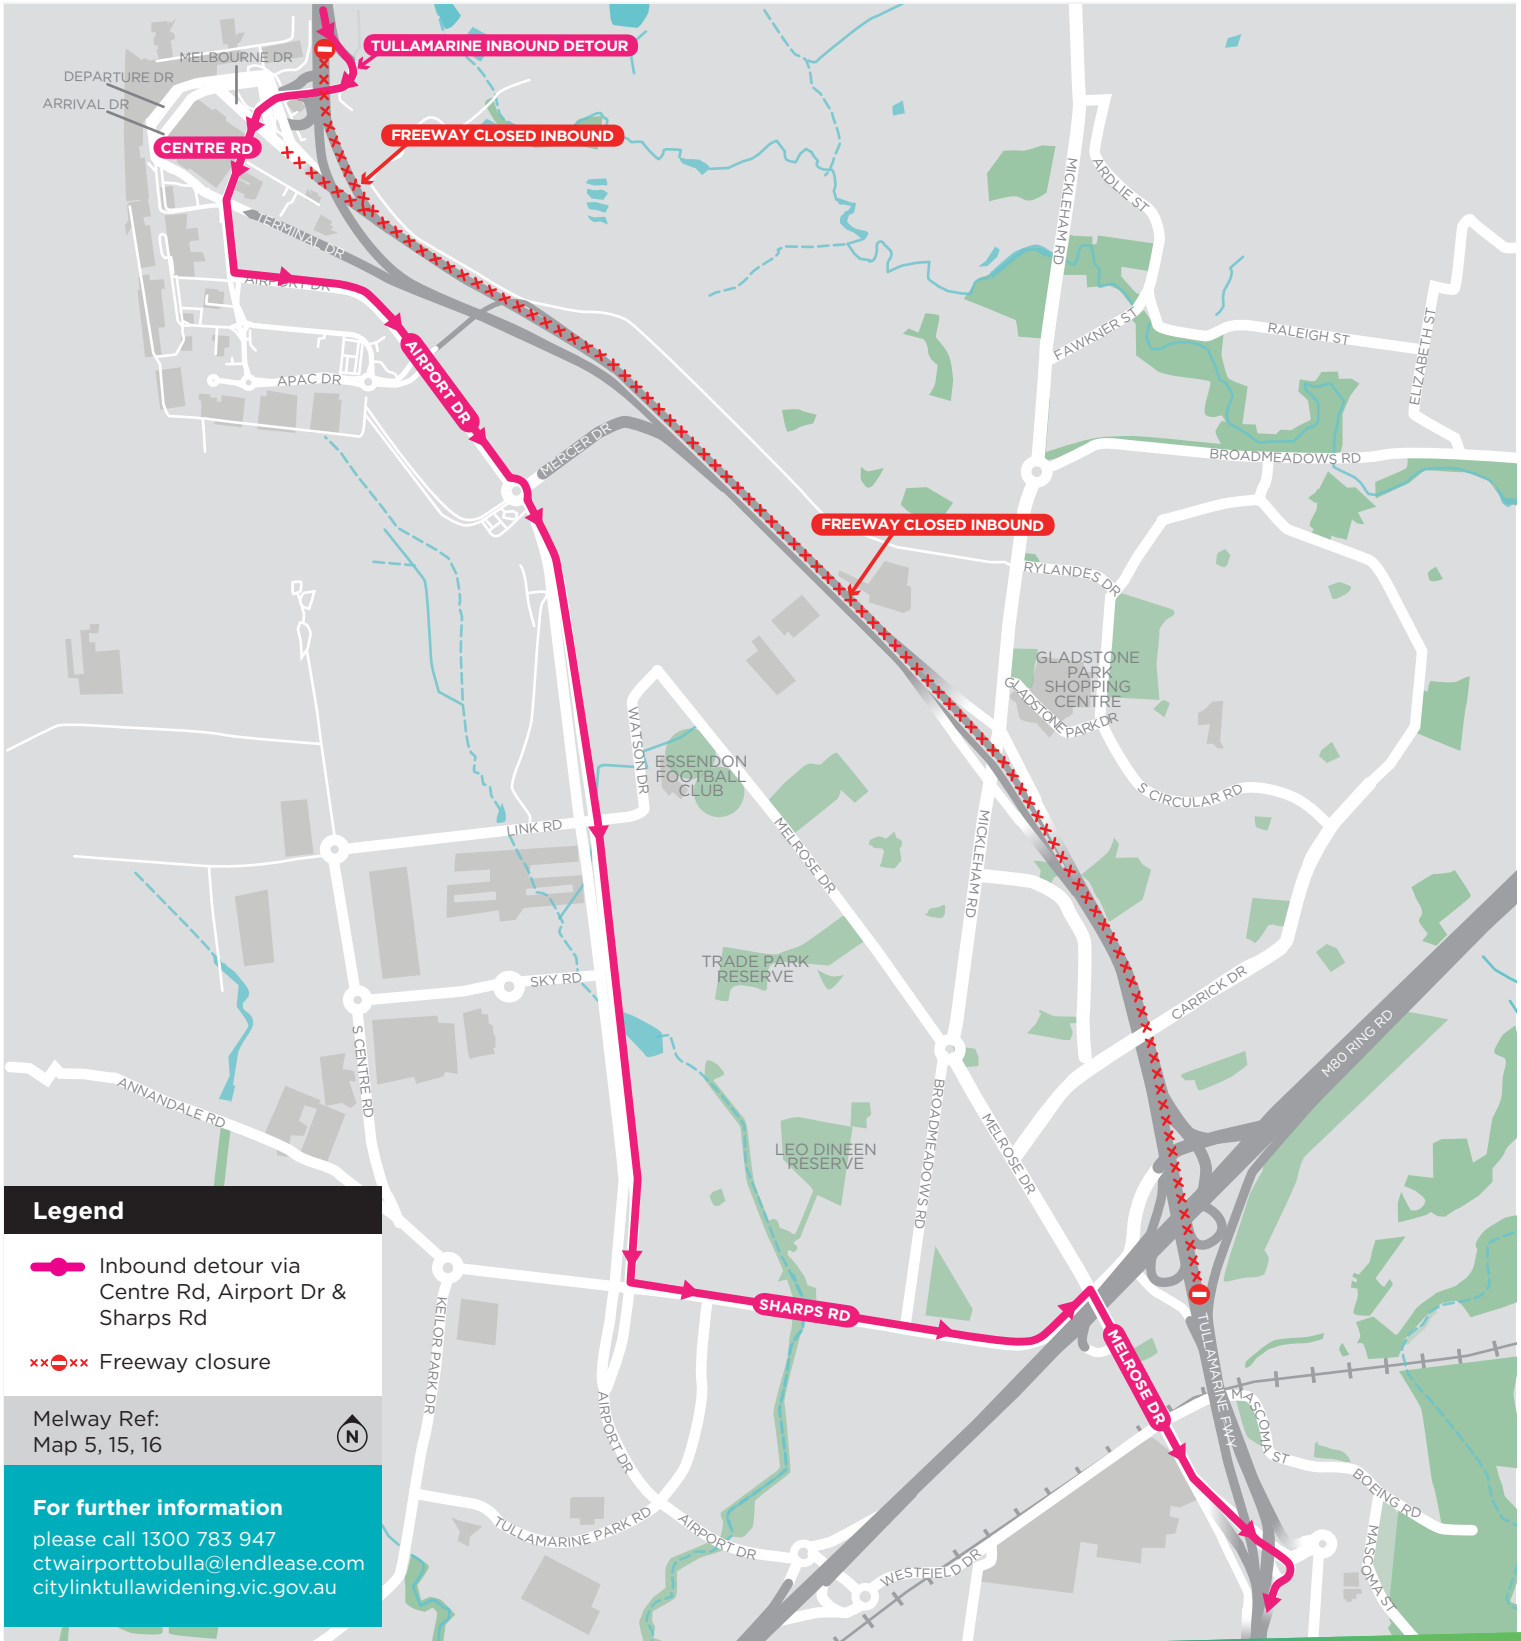 TULLAMARINE INBOUND DETOUR
MELBOURNE DR
DEPARTURE DR
ARRIVAL DR
CENTRE RD
FREEWAY CLOSED INBOUND
TERMINAL DR
AIRPORT DR
AIRPORT DR
APAC DR
MERCER DR
MICKLEHAM RD
ARDLIE ST
FAWKNER ST
RALEIGH ST
ELIZABETH ST
BROADMEADOWS RD
FREEWAY CLOSED INBOUND
RYLANDES DR
GLADSTONE
PARK
SHOPPING
CENTRE
GLADSTONE PARK DR
S CIRCULAR RD
WATSON DR
ESSENDON
FOOTBALL
CLUB
LINK RD
MELROSE DR
MICKLEHAM RD
TRADE PARK
RESERVE
SKY RD
CARRICK DR
M80 RING RD
S CENTRE RD
ANNANDALE RD
BROADMEADOWS RD
MELROSE DR
LEO DINEEN
RESERVE
SHARPS RD
MELROSE DR
TULLAMARINE FWY
KEILOR PARK DR
AIRPORT DR
MASCOMA ST
BOEING RD
MASCOMA ST
TULLAMARINE PARK RD
AIRPORT DR
WESTFIELD DR
Legend
Inbound detour via
Centre Rd, Airport Dr &
Sharps Rd
Freeway closure
Melway Ref:
Map 5, 15, 16
N
For further information
please call 1300 783 947
ctwairporttobulla@lendlease.com
citylinktullawidening.vic.gov.au